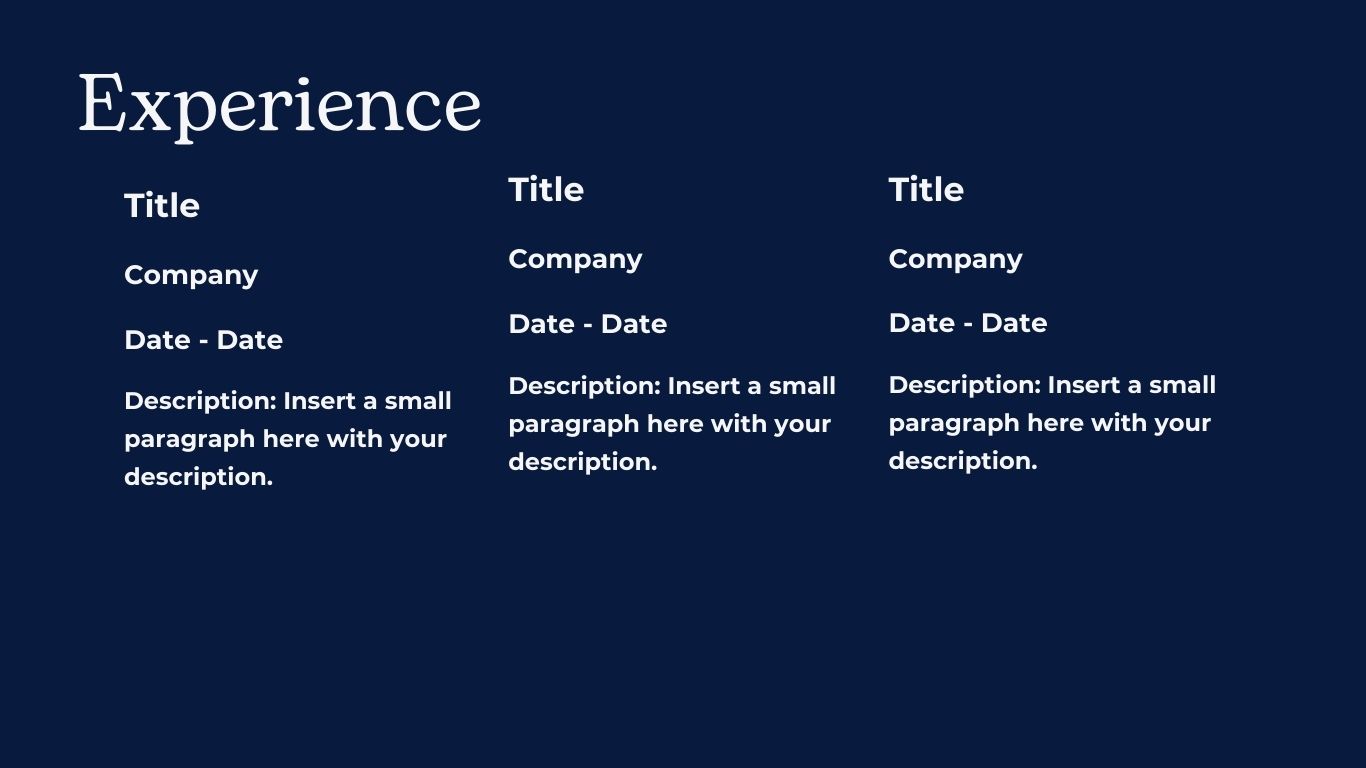 Experience
Title
Company
Date - Date
Description: Insert a small
paragraph here with your
description.
Title
Company
Date - Date
Description: Insert a small
paragraph here with your
description.
Title
Company
Date - Date
Description: Insert a small
paragraph here with your
description.